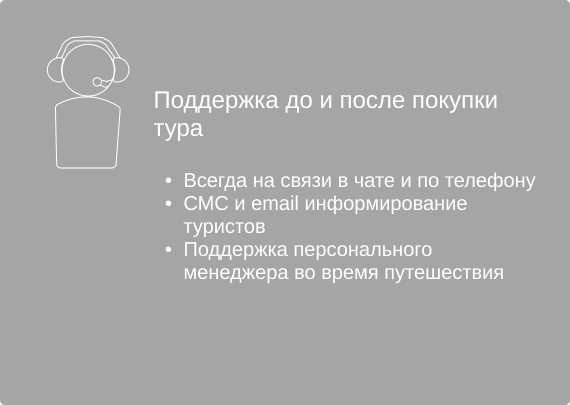 Поддержка до и после покупки
тура
• Всегда на связи в чате и по телефону
• СМС и email информирование
туристов
• Поддержка персонального
менеджера во время путешествия